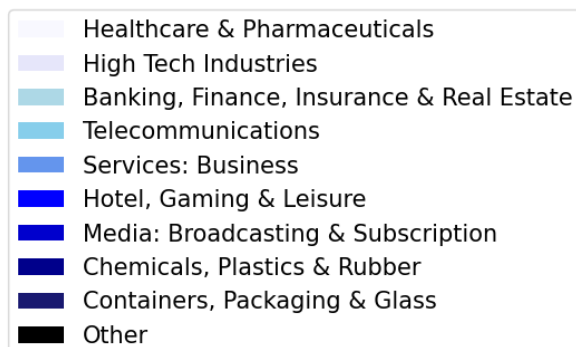 Healthcare & Pharmaceuticals
High Tech Industries
Banking, Finance, Insurance & Real Estate
Telecommunications
Services: Business
Hotel, Gaming & Leisure
Media: Broadcasting & Subscription
Chemicals, Plastics & Rubber
Containers, Packaging & Glass
Other